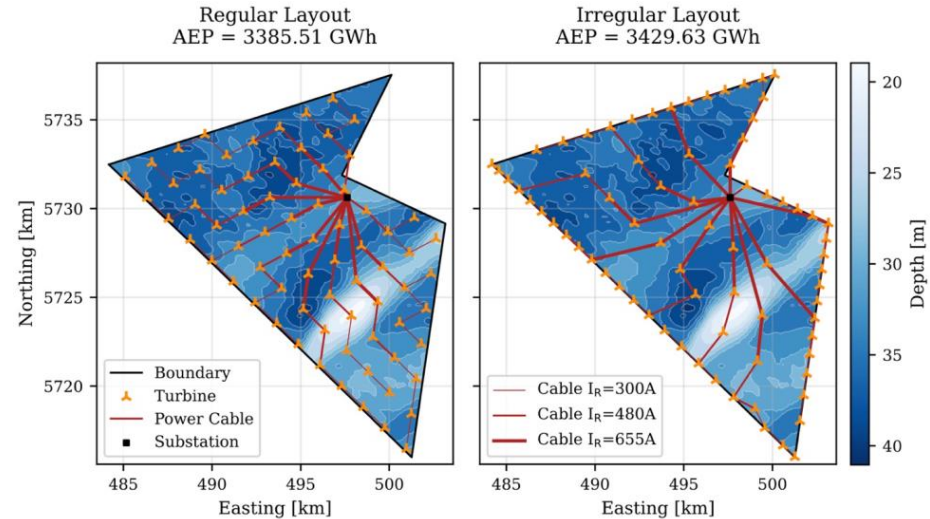 Regular Layout
AEP = 3385.51 GWh
Irregular Layout
AEP = 3429.63 GWh
Northing [km]
5735
5730
5725
5720
Boundary
Turbine
Power Cable
Substation
485
490
495
500
Easting [km]
Cable I_R=300A
Cable I_R=480A
Cable I_R=655A
485
490
495
500
Easting [km]
20
25
30
35
40
Depth [m]